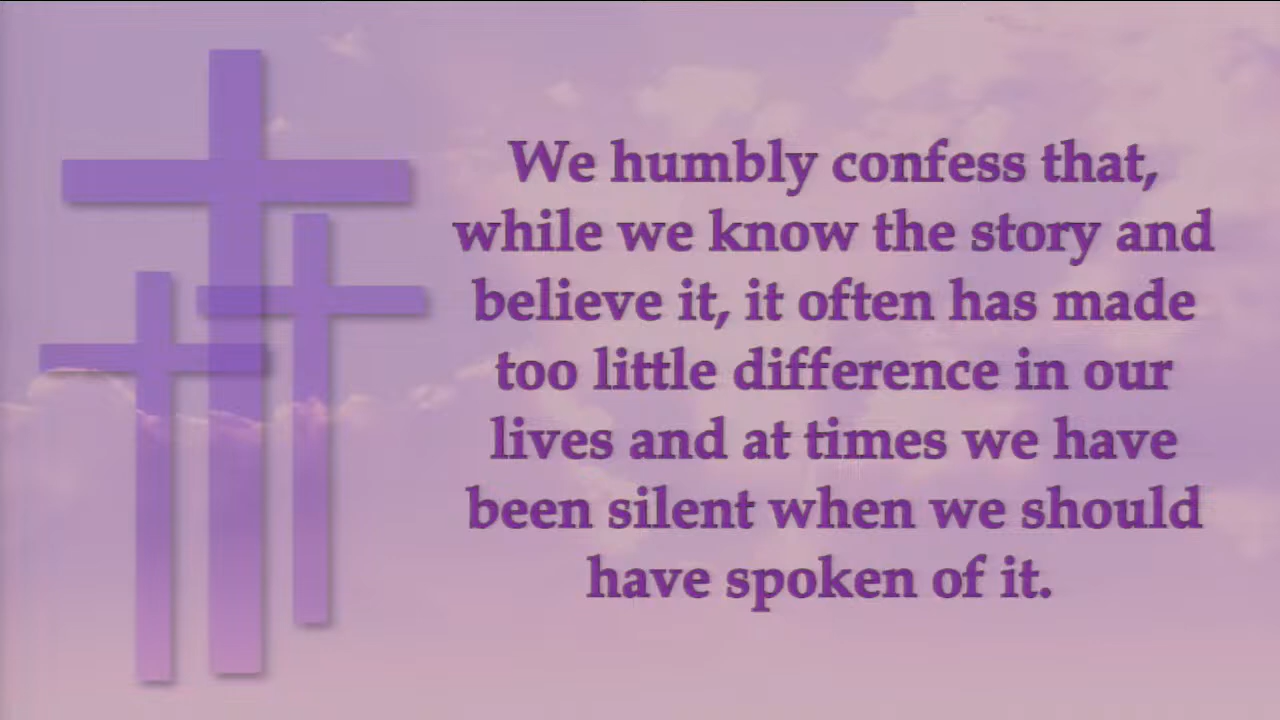 We humbly confess that,
while we know the story and
believe it, it often has made
too little difference in our
lives and at times we have
been silent when we should
have spoken of it.